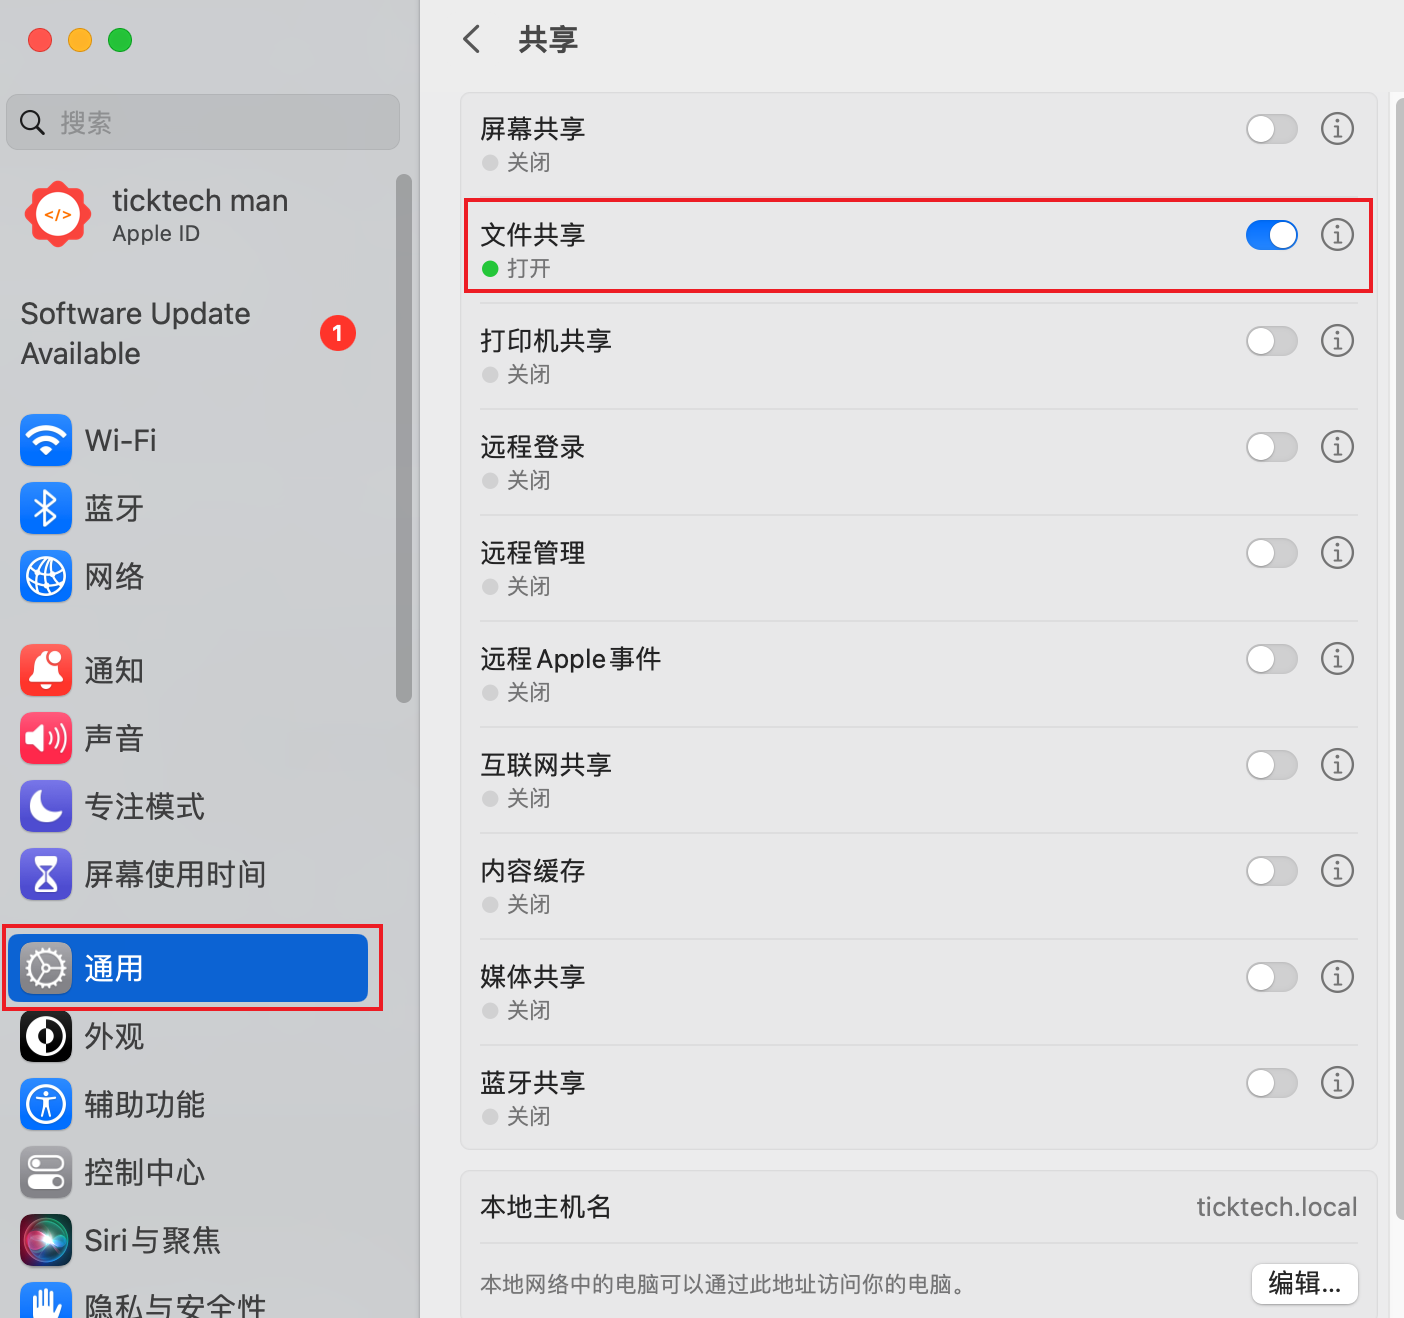 搜索
ticktech man
Apple ID
Software Update
Available
1
Wi-Fi
蓝牙
网络
通知
声音
专注模式
屏幕使用时间
通用
外观
辅助功能
控制中心
Siri与聚焦
隐私与安全性
共享
屏幕共享
关闭
文件共享
打开
打印机共享
关闭
远程登录
关闭
远程管理
关闭
远程Apple事件
关闭
互联网共享
关闭
内容缓存
关闭
媒体共享
关闭
蓝牙共享
关闭
本地主机名 ticktech.local
本地网络中的电脑可以通过此地址访问你的电脑。 编辑...